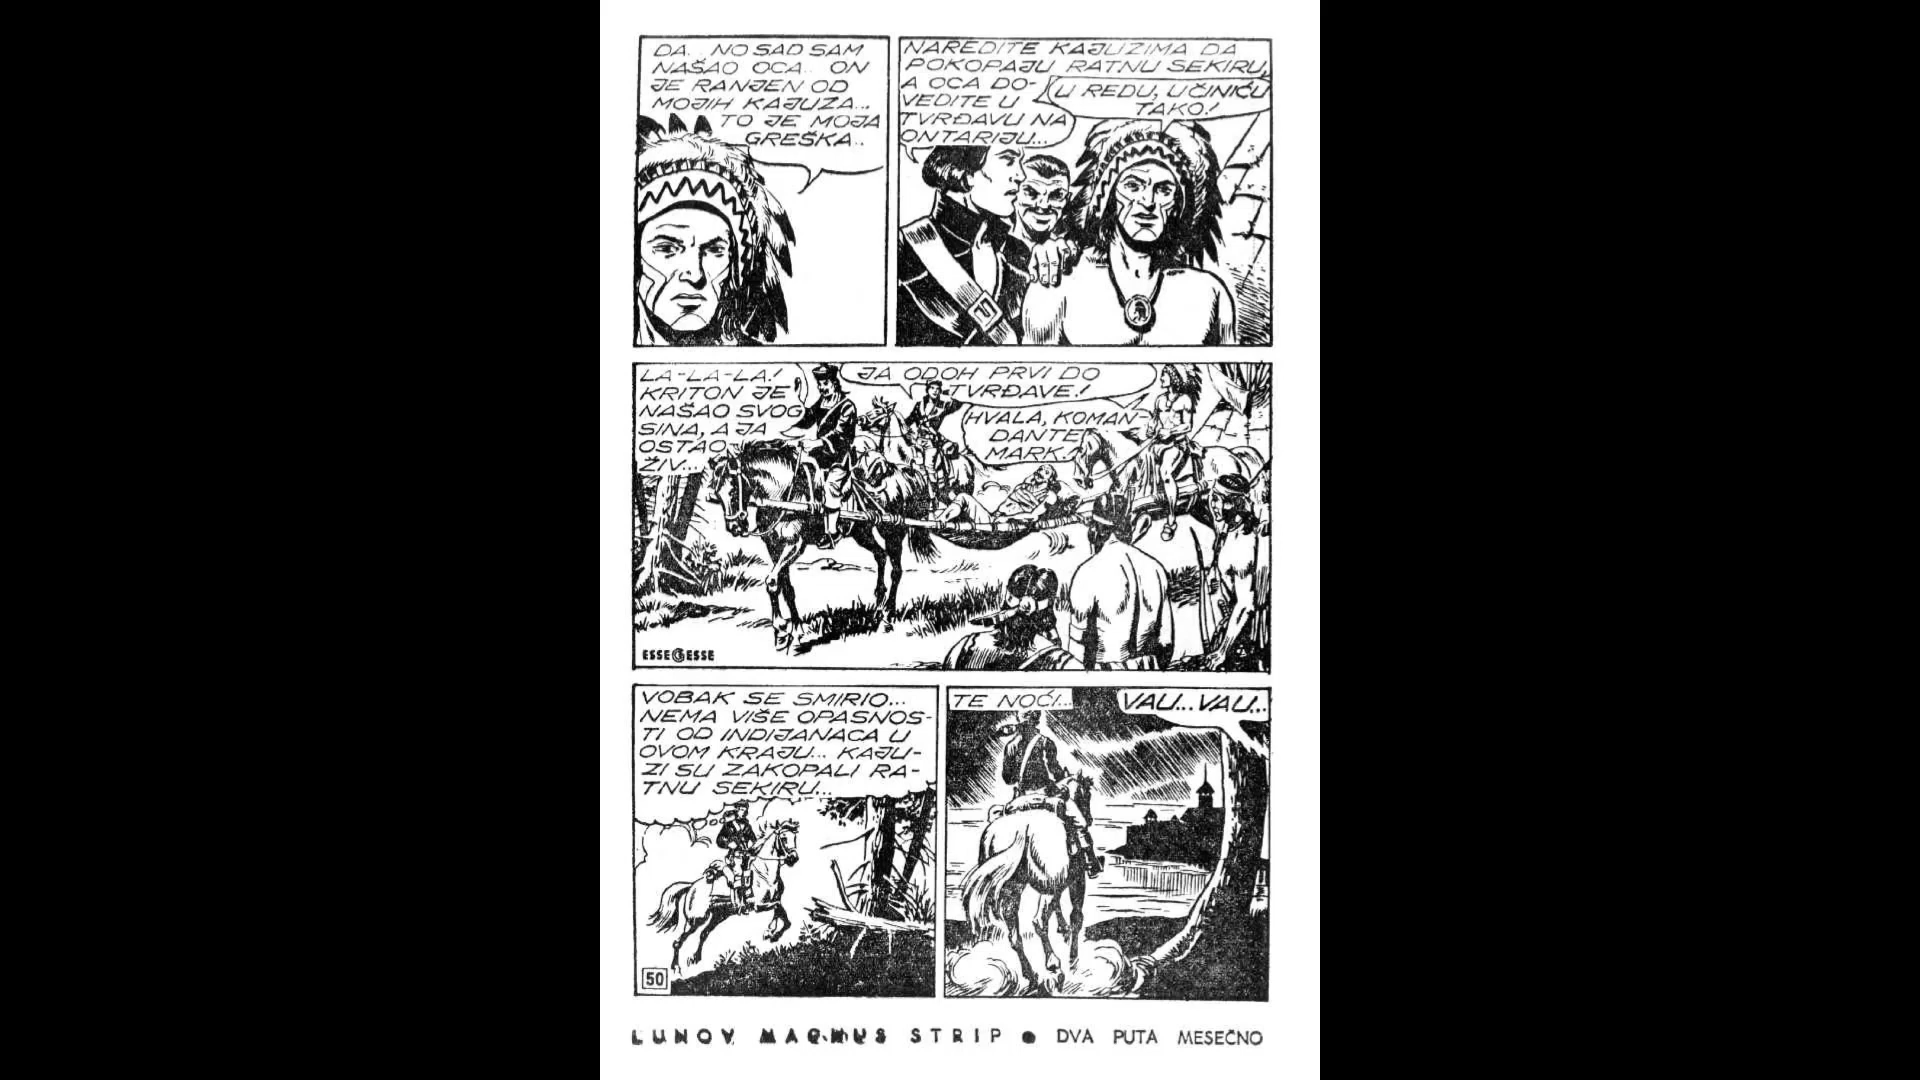 DA.. NO SAD SAM
NAŠAO OCA.. ON
JE RANJEN OD
MOJIH KAJUZA...
TO JE MOJA
GREŠKA..
NAREDITE KAJUZIMA DA
POKOPAJU RATNU SEKIRU,
A OCA DO-
VEDITE U
TVRĐAVU NA
ONTARIJU...
U REDU, UČINIĆU
TAKO!
LA-LA-LA!
KRITON JE
NAŠAO SVOG
SINA, A JA
OSTAO
ŽIV...
JA ODOH PRVI DO
TVRĐAVE!
HVALA, KOMAN-
DANTE
MARK!
ESSEGESSE
VOBAK SE SMIRIO...
NEMA VIŠE OPASNOS-
TI OD INDIJANACA U
OVOM KRAJU... KAJU-
ZI SU ZAKOPALI RA-
TNU SEKIRU...
50
TE NOĆI...
VAU...VAU..
LUNOV MAGNUS STRIP ● DVA PUTA MESEČNO